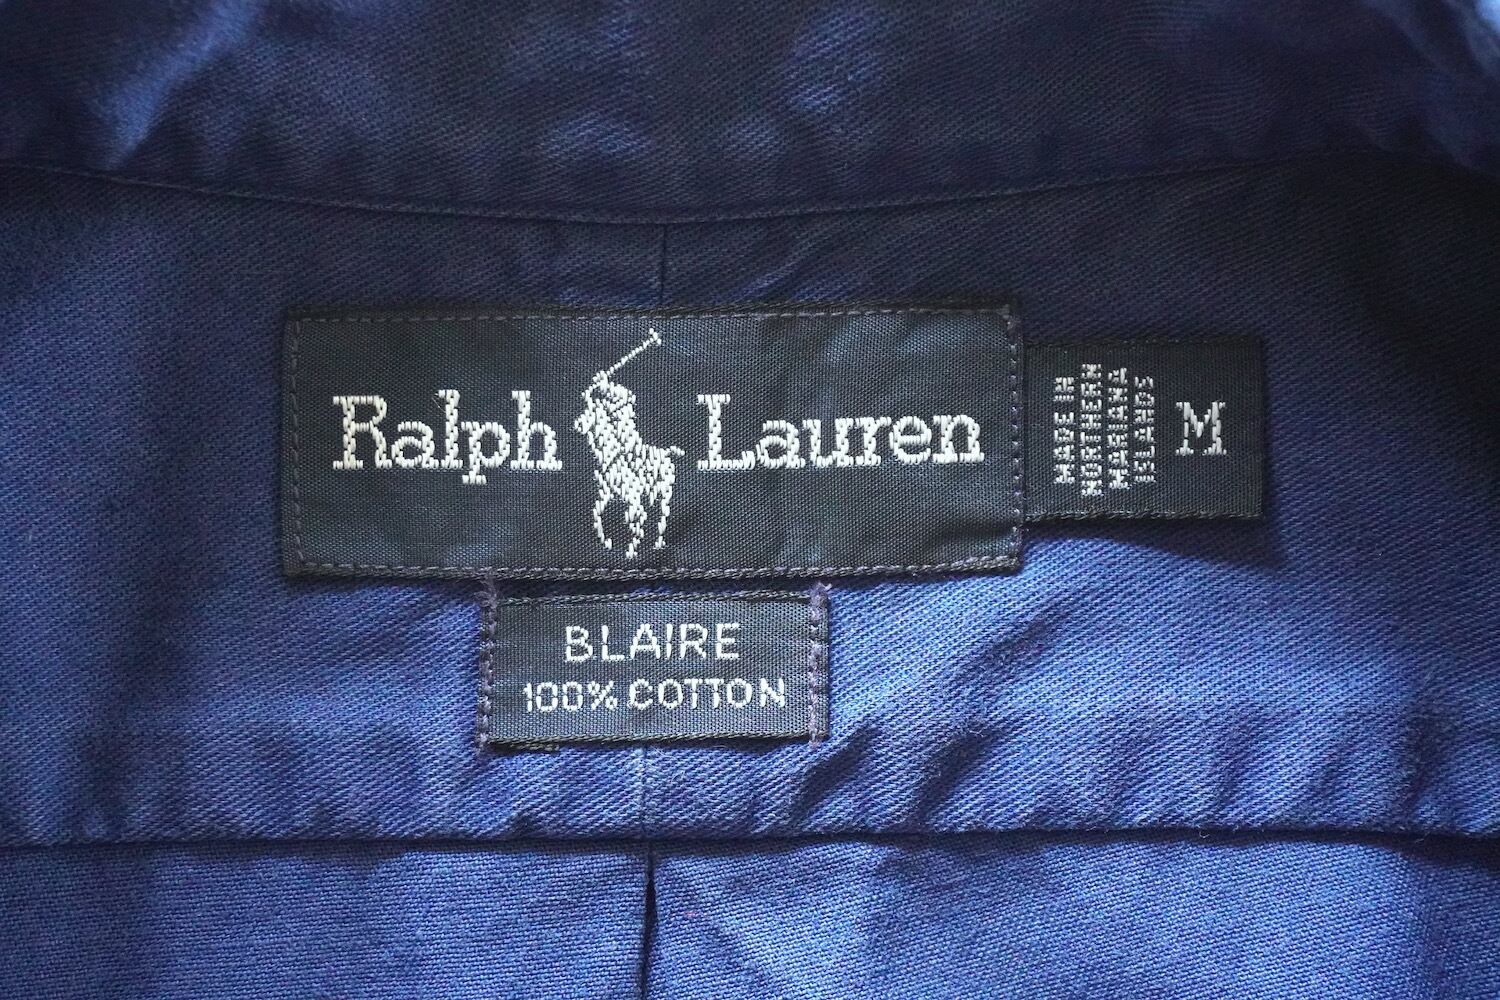 Ralph Lauren
MADE IN
NORTHERN
MARIANA
ISLANDS
M
BLAIRE
100% COTTON